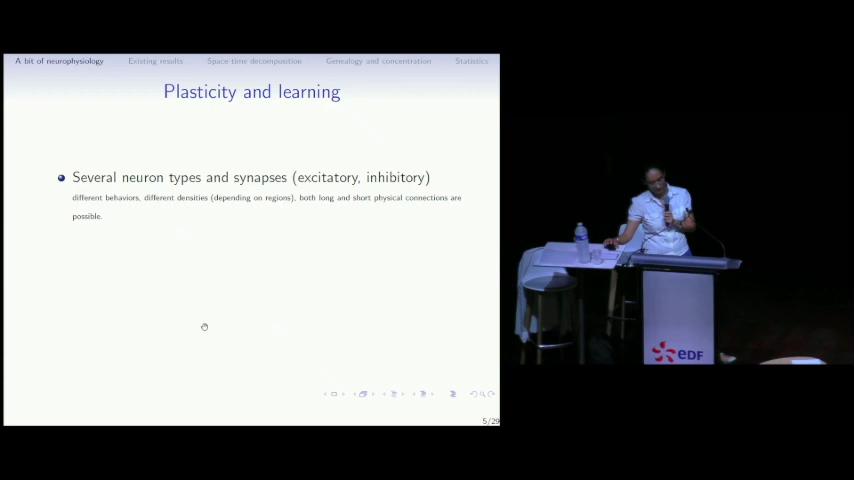 A bit of neurophysiology Existing results Space time decomposition Genealogy and concentration Statistics
Plasticity and learning
Several neuron types and synapses (excitatory, inhibitory)
different behaviors, different densities (depending on regions), both long and short physical connections are
possible.
5/29
eDF